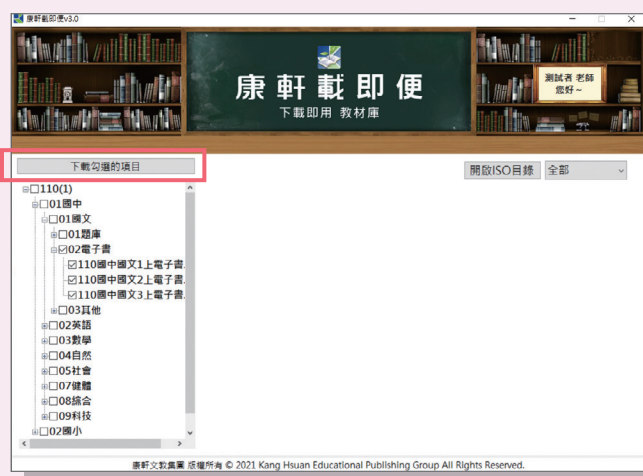 康軒載即便v3.0
康軒載即便
下載即用 教材庫
測試者 老師
您好~
下載勾選的項目
開啟ISO目錄
全部
110(1)
01國中
01國文
01題庫
02電子書
110國中國文1上電子書.
110國中國文2上電子書.
110國中國文3上電子書.
03其他
02英語
03數學
04自然
05社會
07健體
08綜合
09科技
02國小
康軒文教集團 版權所有 © 2021 Kang Hsuan Educational Publishing Group All Rights Reserved.